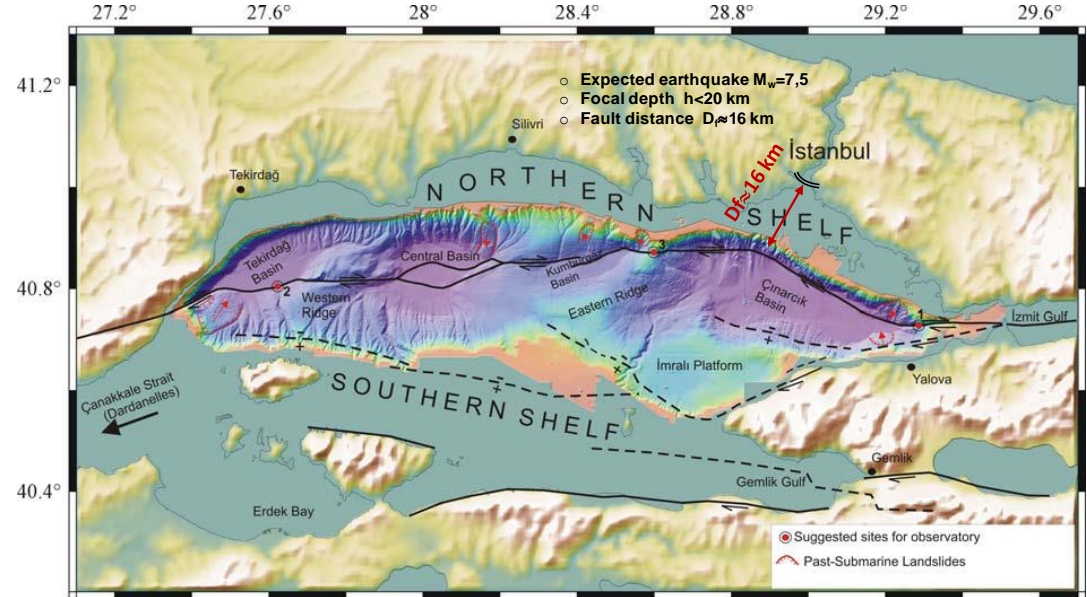 27.2° 27.6° 28° 28.4° 28.8° 29.2° 29.6°
41.2°
○ Expected earthquake Mw=7,5
○ Focal depth h<20 km
○ Fault distance Df≈16 km
Silivri
İstanbul
Df≈16 km
Tekirdağ
NORTHERN SHELF
Tekirdağ
Basin
Central Basin
Kumburgaz
Basin
3
40.8°
2
Western
Ridge
Eastern Ridge
Çınarcık
Basin
1
İzmit Gulf
İmralı Platform
Yalova
Çanakkale Strait
(Dardanelles)
SOUTHERN SHELF
Gemlik
40.4°
Gemlik Gulf
Erdek Bay
Suggested sites for observatory
Past-Submarine Landslides